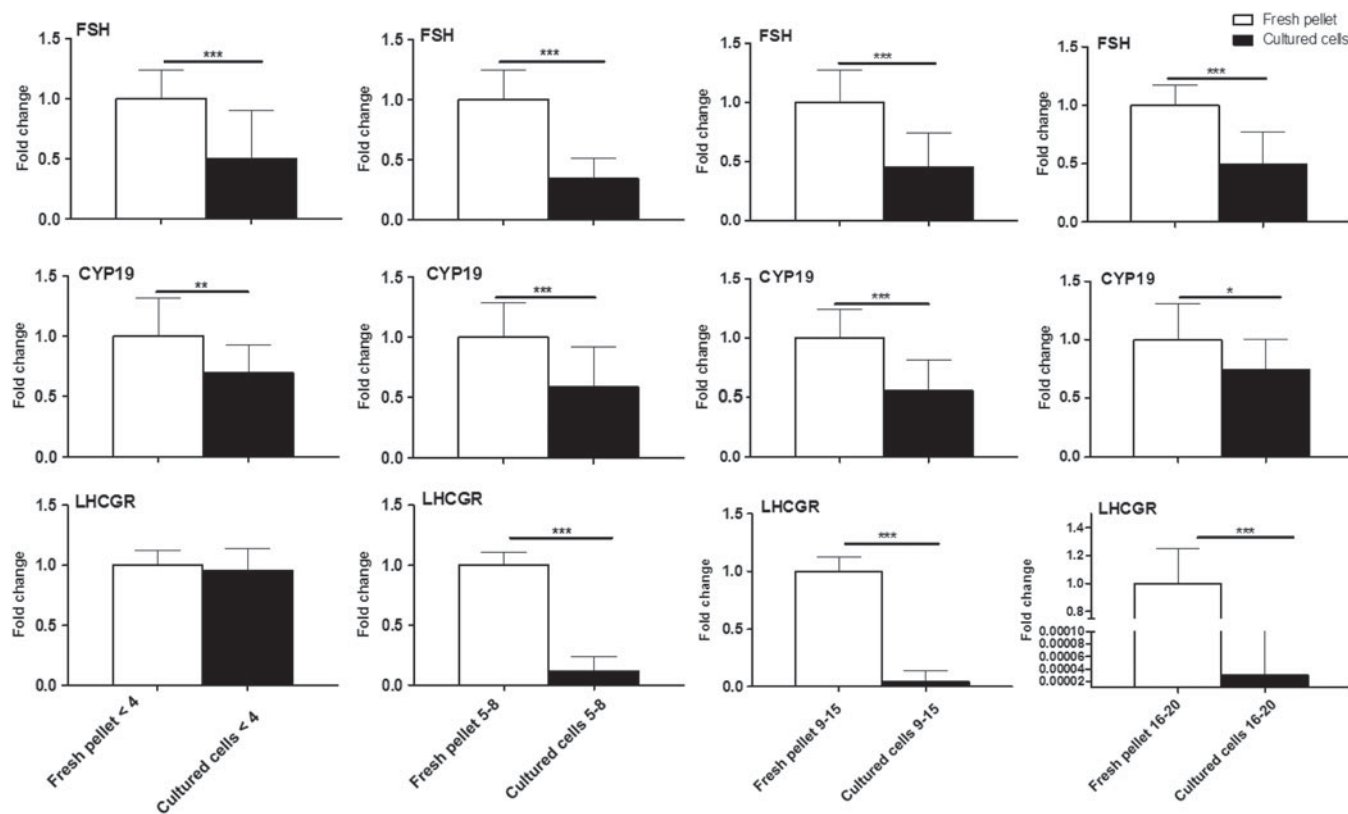 Fresh pellet
Cultured cells
FSH
***
1.5
1.0
0.5
0.0
Fold change
FSH
***
1.5
1.0
0.5
0.0
Fold change
FSH
***
1.5
1.0
0.5
0.0
Fold change
FSH
***
1.5
1.0
0.5
0.0
Fold change
CYP19
**
1.5
1.0
0.5
0.0
Fold change
CYP19
***
1.5
1.0
0.5
0.0
Fold change
CYP19
***
1.5
1.0
0.5
0.0
Fold change
CYP19
*
1.5
1.0
0.5
0.0
Fold change
LHCGR
1.5
1.0
0.5
0.0
Fold change
Fresh pellet < 4
Cultured cells < 4
LHCGR
***
1.5
1.0
0.5
0.0
Fold change
Fresh pellet 5-8
Cultured cells 5-8
LHCGR
***
1.5
1.0
0.5
0.0
Fold change
Fresh pellet 9-15
Cultured cells 9-15
LHCGR
***
1.4
1.2
1.0
0.8
0.00010
0.00008
0.00006
0.00004
0.00002
Fold change
Fresh pellet 16-20
Cultured cells 16-20